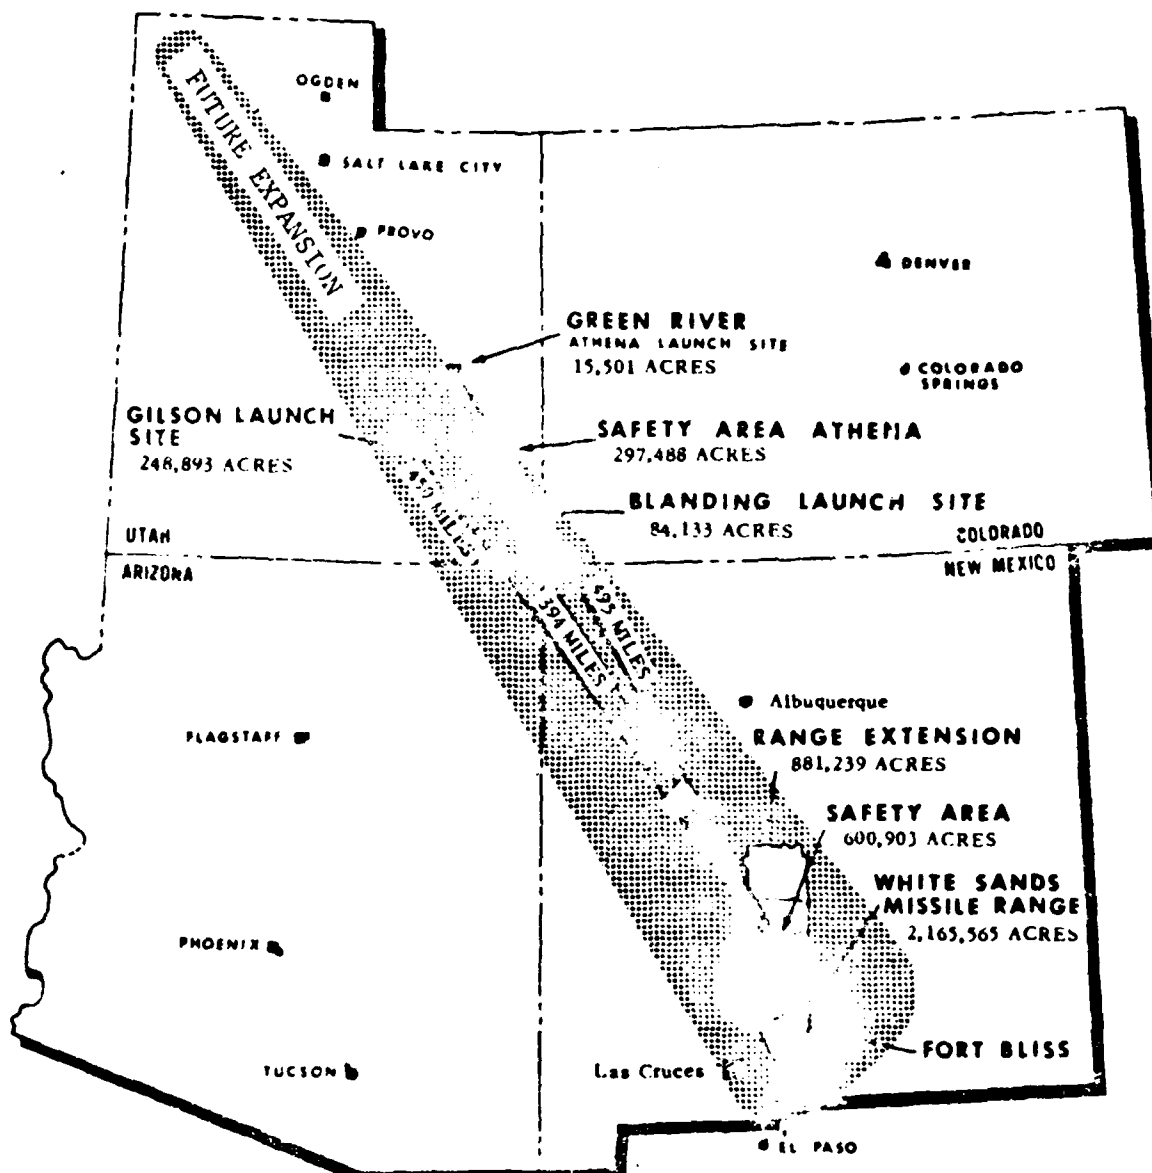 OGDEN
FUTURE EXPANSION
SALT LAKE CITY
PROVO
DENVER
GREEN RIVER
ATHENA LAUNCH SITE
15,501 ACRES
COLORADO
SPRINGS
GILSON LAUNCH
SITE
248,893 ACRES
SAFETY AREA ATHENA
297,488 ACRES
450 MILES
BLANDING LAUNCH SITE
84,133 ACRES
UTAH
COLORADO
ARIZONA
NEW MEXICO
394 MILES
495 MILES
Albuquerque
FLAGSTAFF
RANGE EXTENSION
881,239 ACRES
SAFETY AREA
600,903 ACRES
WHITE SANDS
MISSILE RANGE
2,165,565 ACRES
PHOENIX
FORT BLISS
TUCSON
Las Cruces
EL PASO